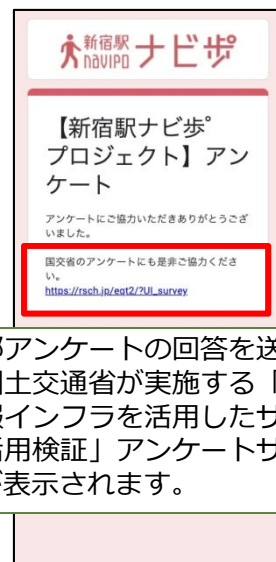 新宿駅
navipo
ナビ歩°
【新宿駅ナビ歩°
プロジェクト】アン
ケート
アンケートにご協力いただきありがとうござ
いました。
国交省のアンケートにも是非ご協力くださ
い。
https://rsch.jp/eqt2/?UI_survey
アンケートの回答を送
土交通省が実施する「
インフラを活用したサ
活用検証」アンケートサ
表示されます。